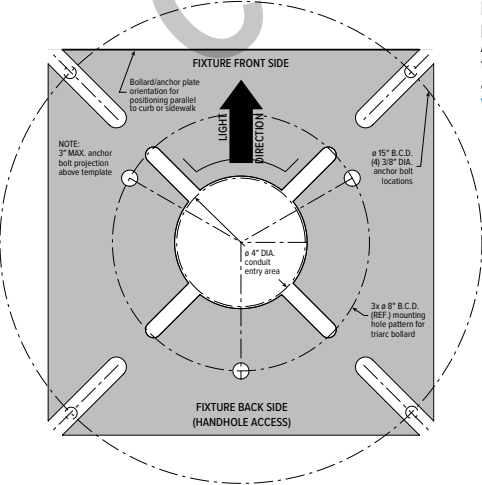 FIXTURE FRONT SIDE
Bollard/anchor plate
orientation for
positioning parallel
to curb or sidewalk
LIGHT
DIRECTION
NOTE:
3" MAX. anchor
bolt projection
above template
ø 15" B.C.D.
(4) 3/8" DIA.
anchor bolt
locations
ø 4" DIA.
conduit
entry area
3x ø 8" B.C.D.
(REF.) mounting
hole pattern for
triarc bollard
FIXTURE BACK SIDE
(HANDHOLE ACCESS)